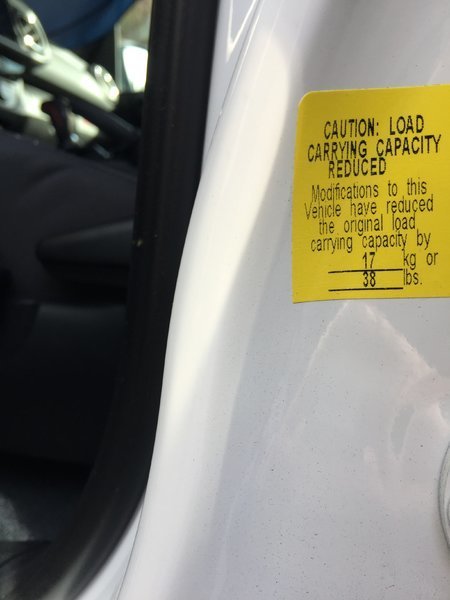 CAUTION: LOAD
CARRYING CAPACITY
REDUCED
Modifications to this
Vehicle have reduced
the original load
carrying capacity by
17 kg or
38 lbs.